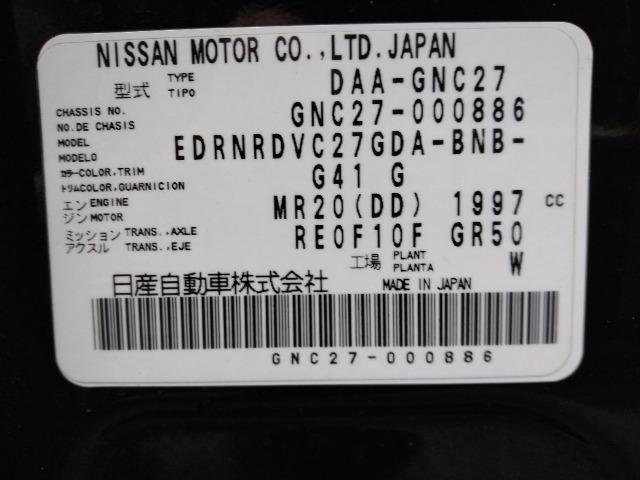 NISSAN MOTOR CO.,LTD.JAPAN
型式 TYPE TIPO DAA-GNC27
CHASSIS NO. NO.DE CHASIS GNC27-000886
MODEL MODELO EDRNRDVC27GDA-BNB-
カラーCOLOR,TRIM トリムCOLOR,GUARNICION G41 G
エンジン ENGINE MOTOR MR20(DD) 1997 CC
ミッション TRANS.,AXLE アクスル TRANS.,EJE RE0F10F GR50
工場 PLANT PLANTA W
日産自動車株式会社 MADE IN JAPAN
GNC27-000886